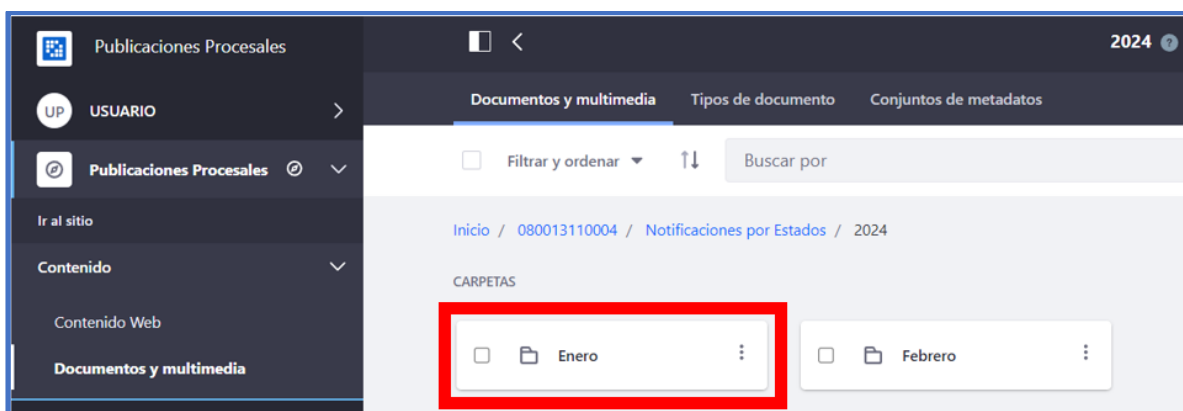 Publicaciones Procesales
2024
UP USUARIO
Documentos y multimedia Tipos de documento Conjuntos de metadatos
Publicaciones Procesales
Filtrar y ordenar Buscar por
Ir al sitio
Inicio / 080013110004 / Notificaciones por Estados / 2024
Contenido
CARPETAS
Contenido Web
Enero Febrero
Documentos y multimedia